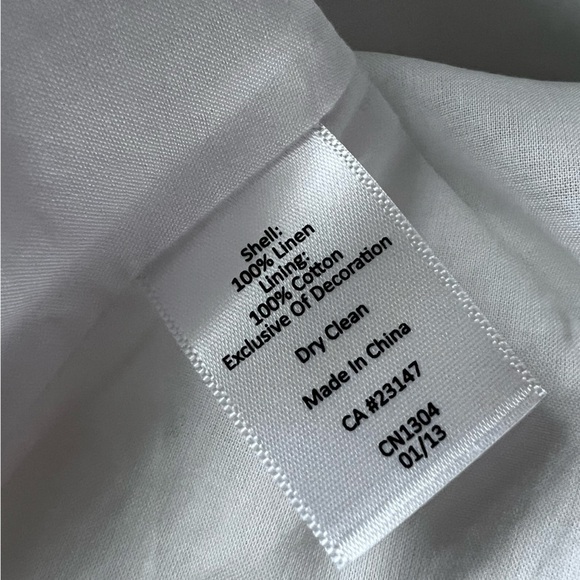 Shell:
100% Linen
Lining:
100% Cotton
Exclusive Of Decoration
Dry Clean
Made In China
CA #23147
CN1304
01/13